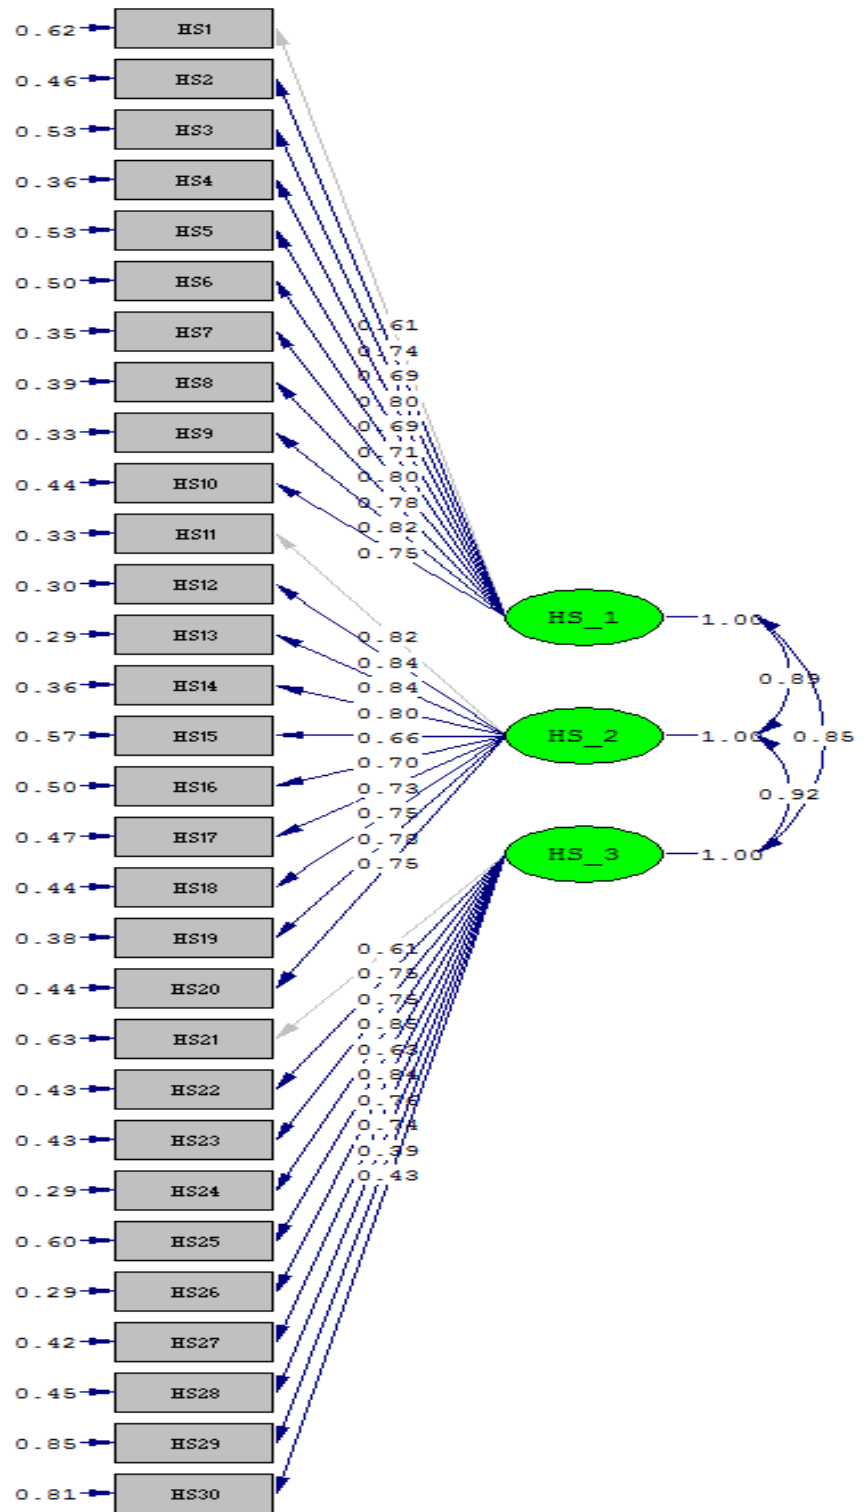 0.62 HS1
0.46 HS2
0.53 HS3
0.36 HS4
0.53 HS5
0.50 HS6
0.61
0.35 HS7
0.74
0.69
0.39 HS8
0.80
0.69
0.33 HS9
0.71
0.80
0.44 HS10
0.78
0.82
0.33 HS11
0.75
0.30 HS12
HS_1 1.00
0.29 HS13 0.82
0.84
0.89
0.36 HS14 0.84
0.80
0.57 HS15 0.66 HS_2 1.00 0.85
0.70
0.50 HS16 0.73
0.92
0.75
0.47 HS17 0.78
HS_3 1.00
0.75
0.44 HS18
0.38 HS19 0.61
0.75
0.44 HS20
0.75
0.85
0.63 HS21 0.63
0.84
0.43 HS22 0.76
0.74
0.43 HS23 0.39
0.43
0.29 HS24
0.60 HS25
0.29 HS26
0.42 HS27
0.45 HS28
0.85 HS29
0.81 HS30